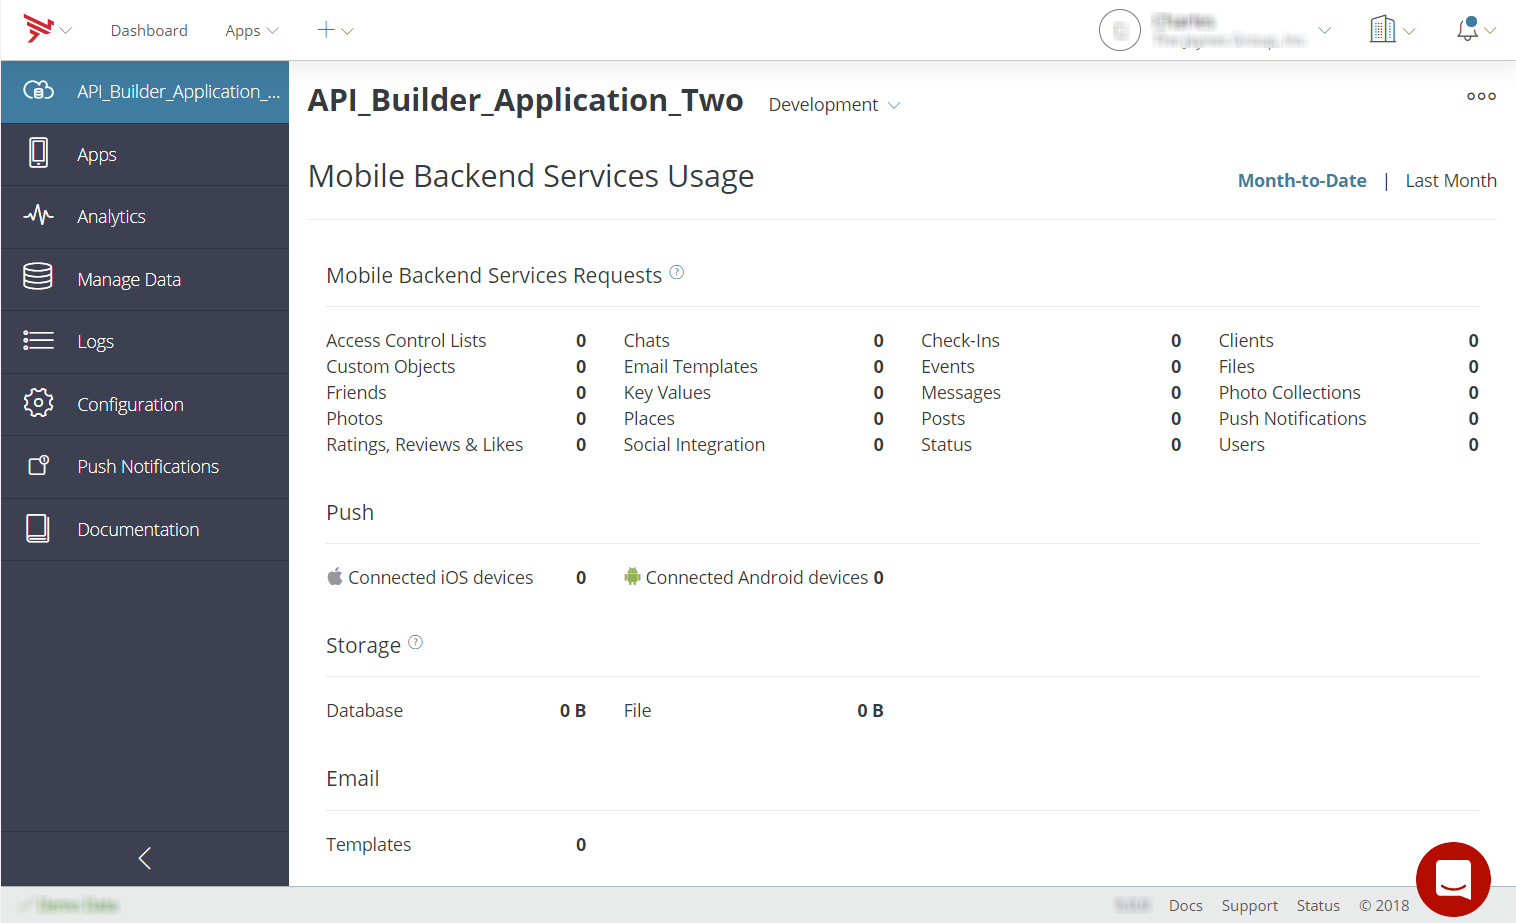 Dashboard Apps
API_Builder_Application_...
Apps
Analytics
Manage Data
Logs
Configuration
Push Notifications
Documentation
API_Builder_Application_Two Development
Mobile Backend Services Usage Month-to-Date | Last Month
Mobile Backend Services Requests ?
Access Control Lists 0 Chats 0 Check-Ins 0 Clients 0
Custom Objects 0 Email Templates 0 Events 0 Files 0
Friends 0 Key Values 0 Messages 0 Photo Collections 0
Photos 0 Places 0 Posts 0 Push Notifications 0
Ratings, Reviews & Likes 0 Social Integration 0 Status 0 Users 0
Push
Connected iOS devices 0 Connected Android devices 0
Storage ?
Database 0 B File 0 B
Email
Templates 0
Docs Support Status © 2018